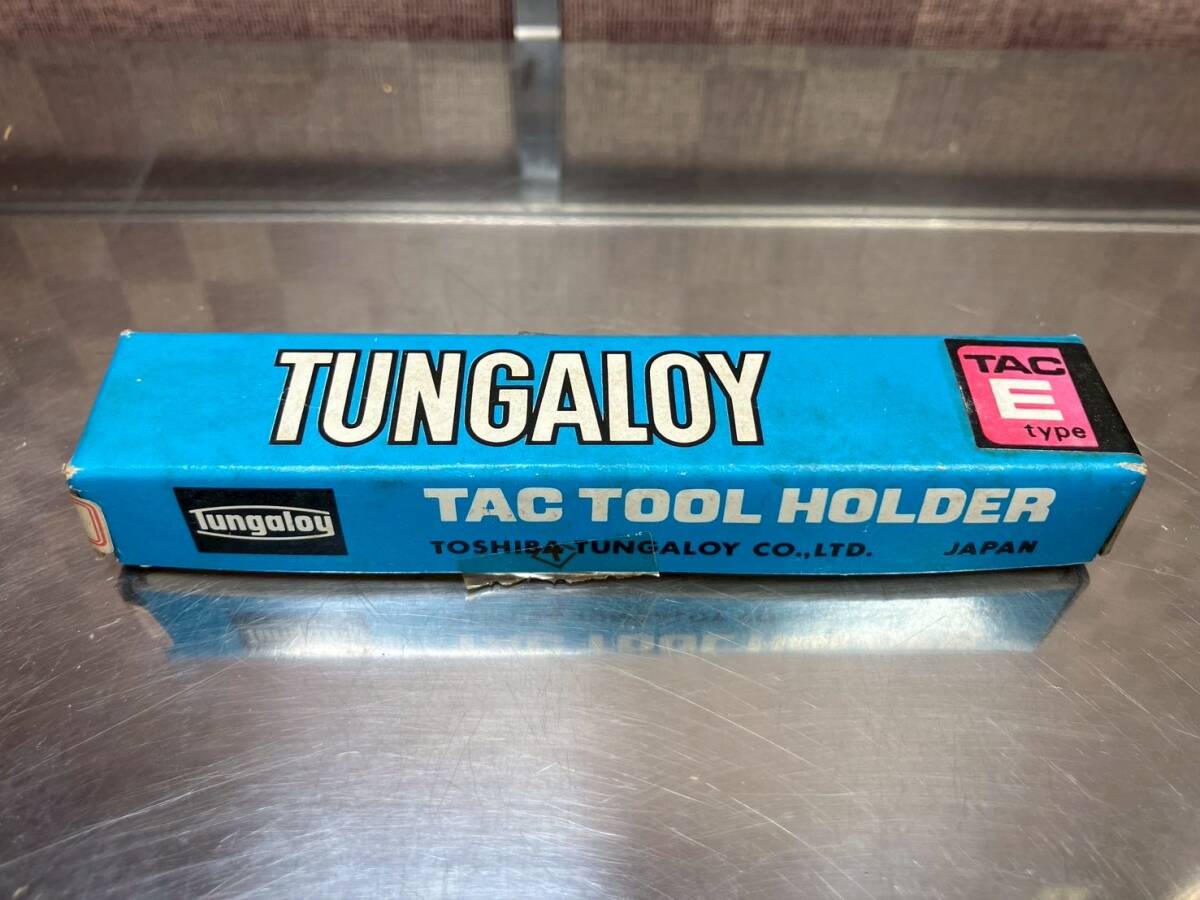 TUNGALOY
TAC
E
type
Tungaloy
TAC TOOL HOLDER
TOSHIBA TUNGALOY CO.,LTD. JAPAN